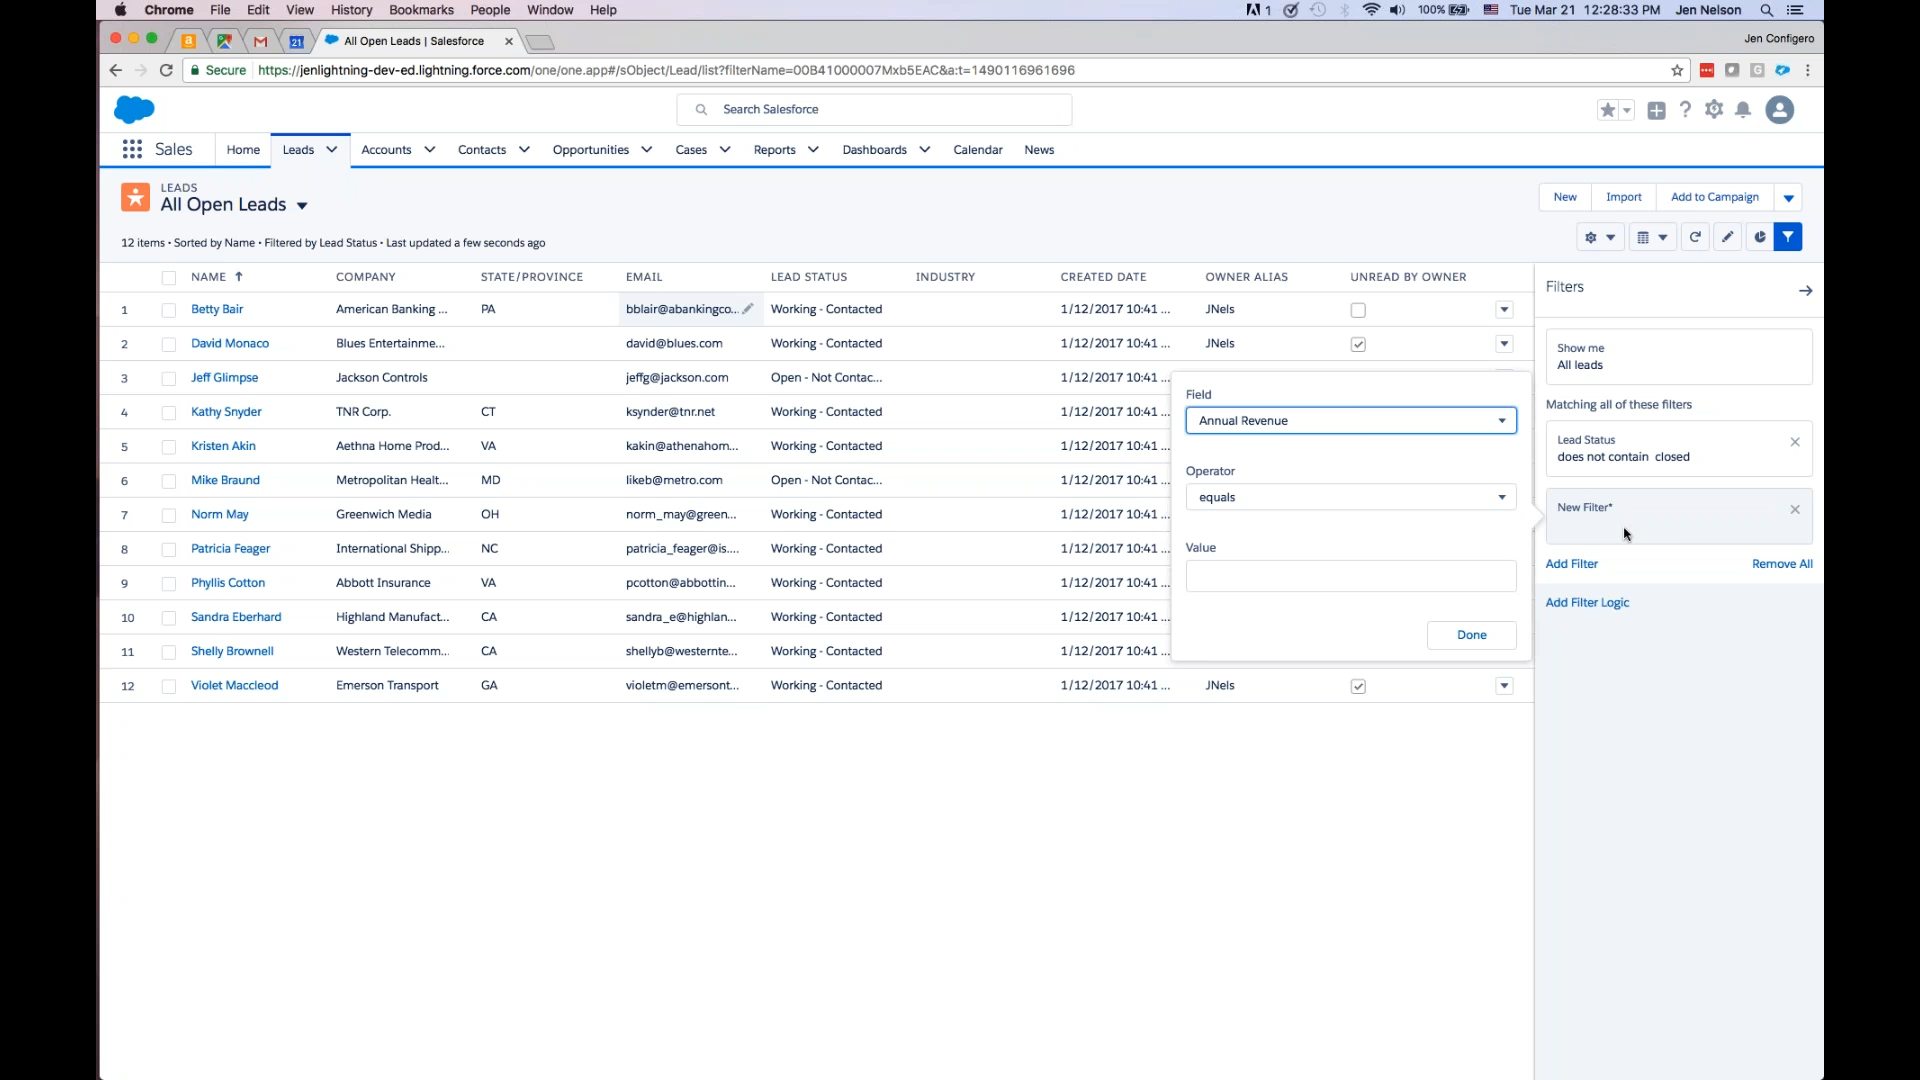 Chrome File Edit View History Bookmarks People Window Help 1 100% Tue Mar 21 12:28:33 PM Jen Nelson
a 21 All Open Leads | Salesforce Jen Configero
Secure https://jenlightning-dev-ed.lightning.force.com/one/one.app#/sObject/Lead/list?filterName=00B41000007Mxb5EAC&a:t=1490116961696
Search Salesforce
Sales Home Leads Accounts Contacts Opportunities Cases Reports Dashboards Calendar News
LEADS
All Open Leads
New Import Add to Campaign
12 items • Sorted by Name • Filtered by Lead Status • Last updated a few seconds ago
NAME COMPANY STATE/PROVINCE EMAIL LEAD STATUS INDUSTRY CREATED DATE OWNER ALIAS UNREAD BY OWNER
1 Betty Bair American Banking ... PA bblair@abankingco... Working - Contacted 1/12/2017 10:41 ... JNels
2 David Monaco Blues Entertainme... david@blues.com Working - Contacted 1/12/2017 10:41 ... JNels
3 Jeff Glimpse Jackson Controls jeffg@jackson.com Open - Not Contac... 1/12/2017 10:41 ...
4 Kathy Snyder TNR Corp. CT ksynder@tnr.net Working - Contacted 1/12/2017 10:41 ...
5 Kristen Akin Aethna Home Prod... VA kakin@athenahom... Working - Contacted 1/12/2017 10:41 ...
6 Mike Braund Metropolitan Healt... MD likeb@metro.com Open - Not Contac... 1/12/2017 10:41 ...
7 Norm May Greenwich Media OH norm_may@green... Working - Contacted 1/12/2017 10:41 ...
8 Patricia Feager International Shipp... NC patricia_feager@is.... Working - Contacted 1/12/2017 10:41 ...
9 Phyllis Cotton Abbott Insurance VA pcotton@abbottin... Working - Contacted 1/12/2017 10:41 ...
10 Sandra Eberhard Highland Manufact... CA sandra_e@highlan... Working - Contacted 1/12/2017 10:41 ...
11 Shelly Brownell Western Telecomm... CA shellyb@westernte... Working - Contacted 1/12/2017 10:41 ...
12 Violet Maccleod Emerson Transport GA violetm@emersont... Working - Contacted 1/12/2017 10:41 ... JNels
Field
Annual Revenue
Operator
equals
Value
Done
Filters
Show me
All leads
Matching all of these filters
Lead Status
does not contain closed
New Filter*
Add Filter Remove All
Add Filter Logic